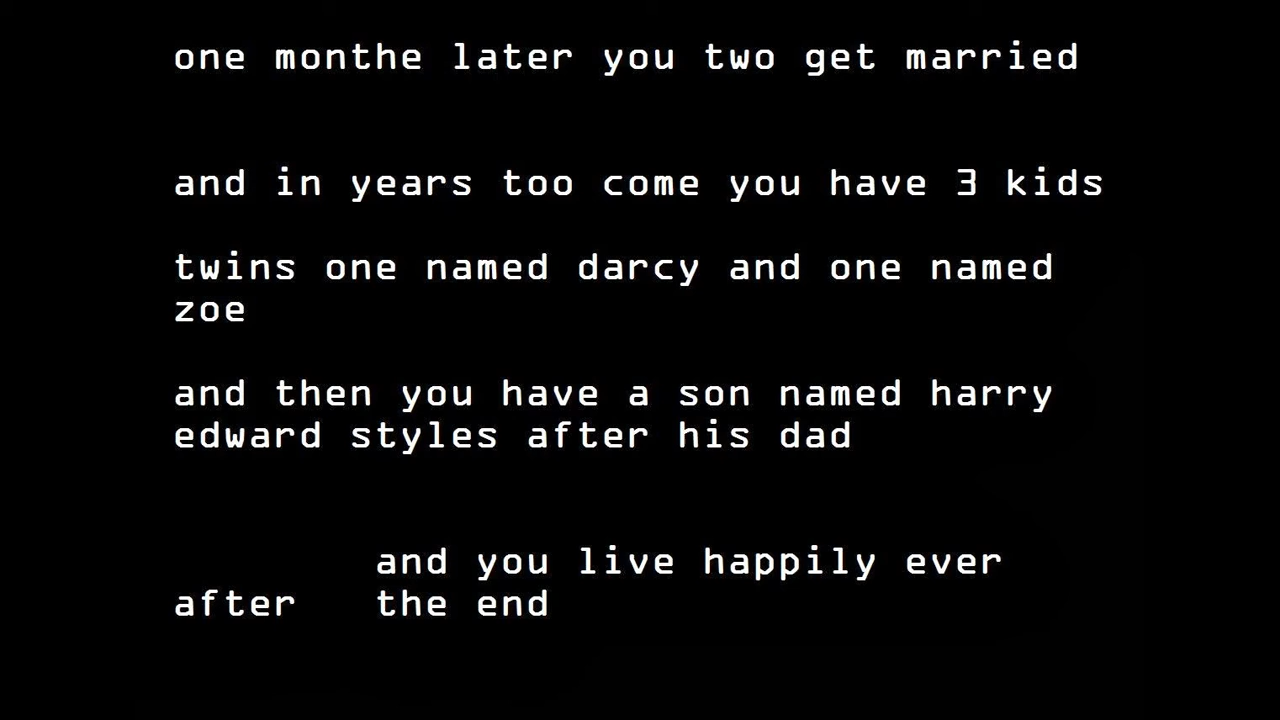 one monthe later you two get married
and in years too come you have 3 kids
twins one named darcy and one named
zoe
and then you have a son named harry
edward styles after his dad
and you live happily ever
after the end